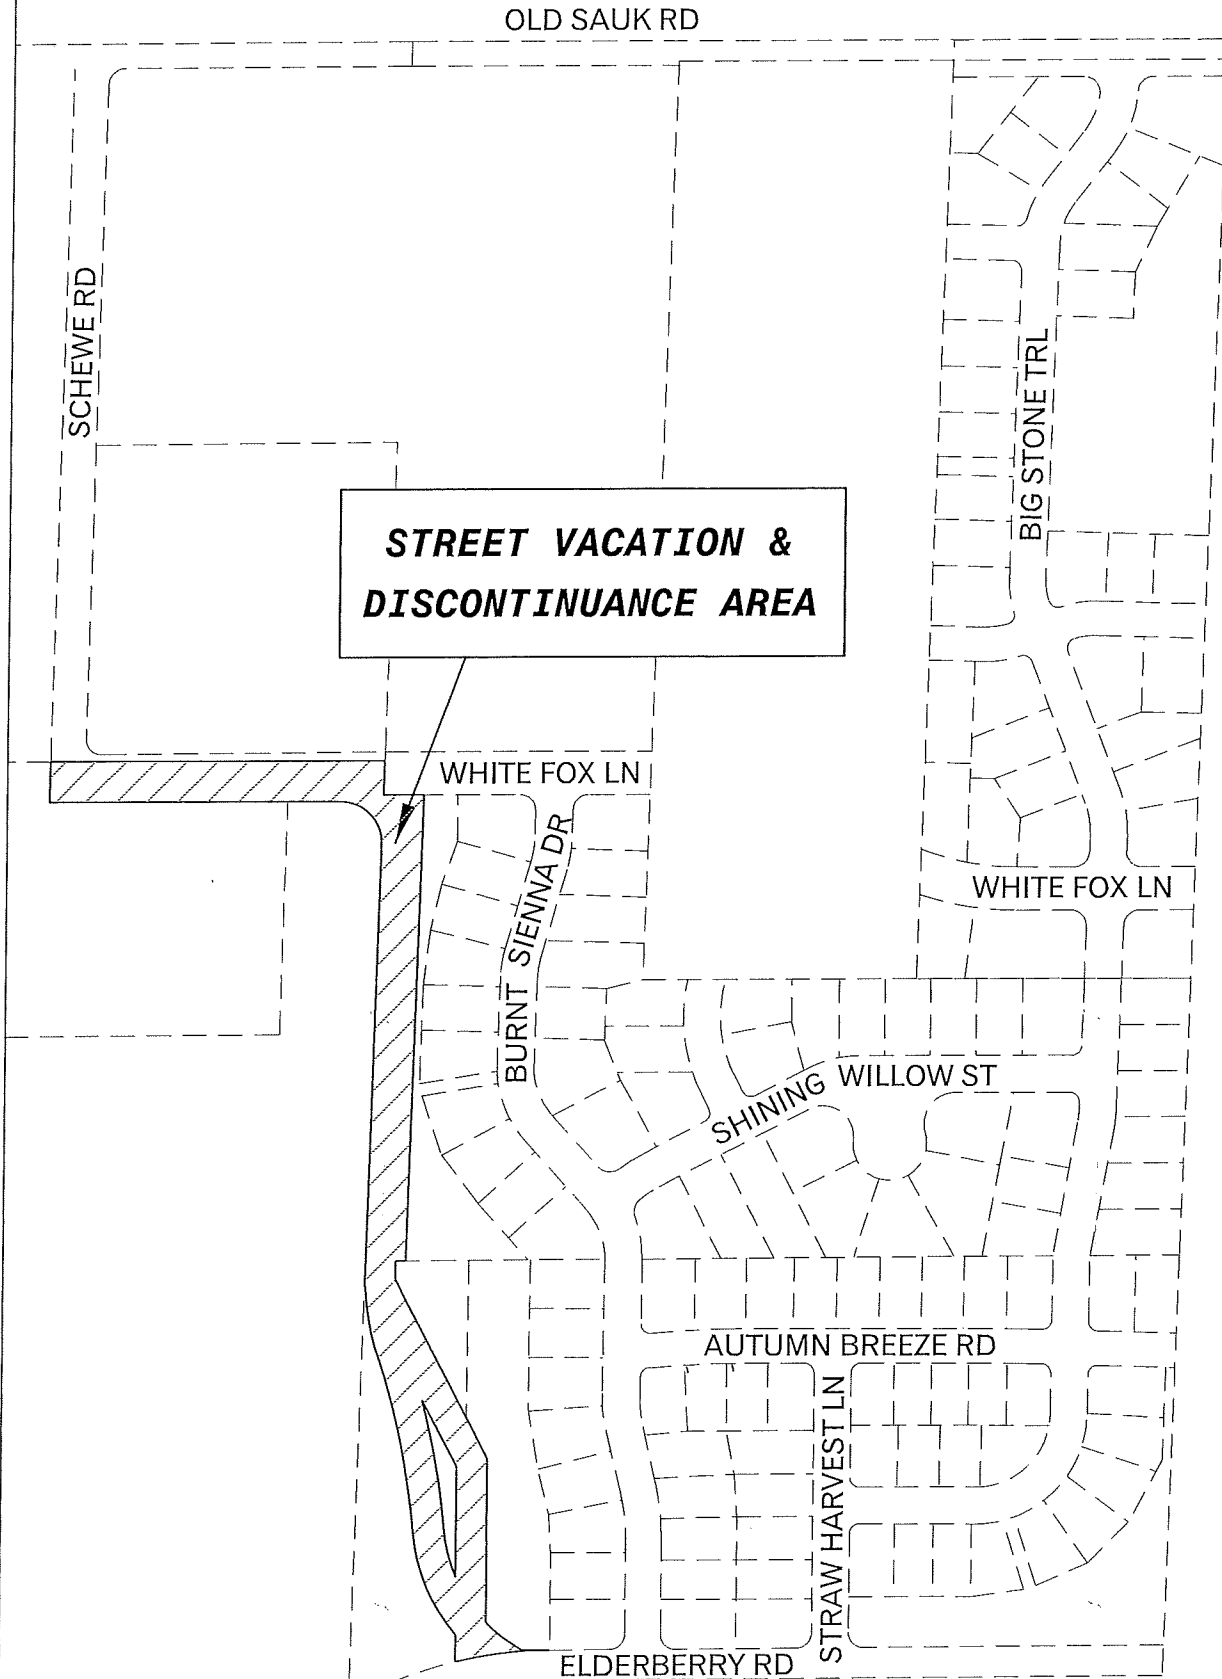 OLD SAUK RD
SCHEWE RD
BIG STONE TRL
STREET VACATION &
DISCONTINUANCE AREA
WHITE FOX LN
BURNT SIENNA DR
WHITE FOX LN
SHINING WILLOW ST
AUTUMN BREEZE RD
STRAW HARVEST LN
ELDERBERRY RD